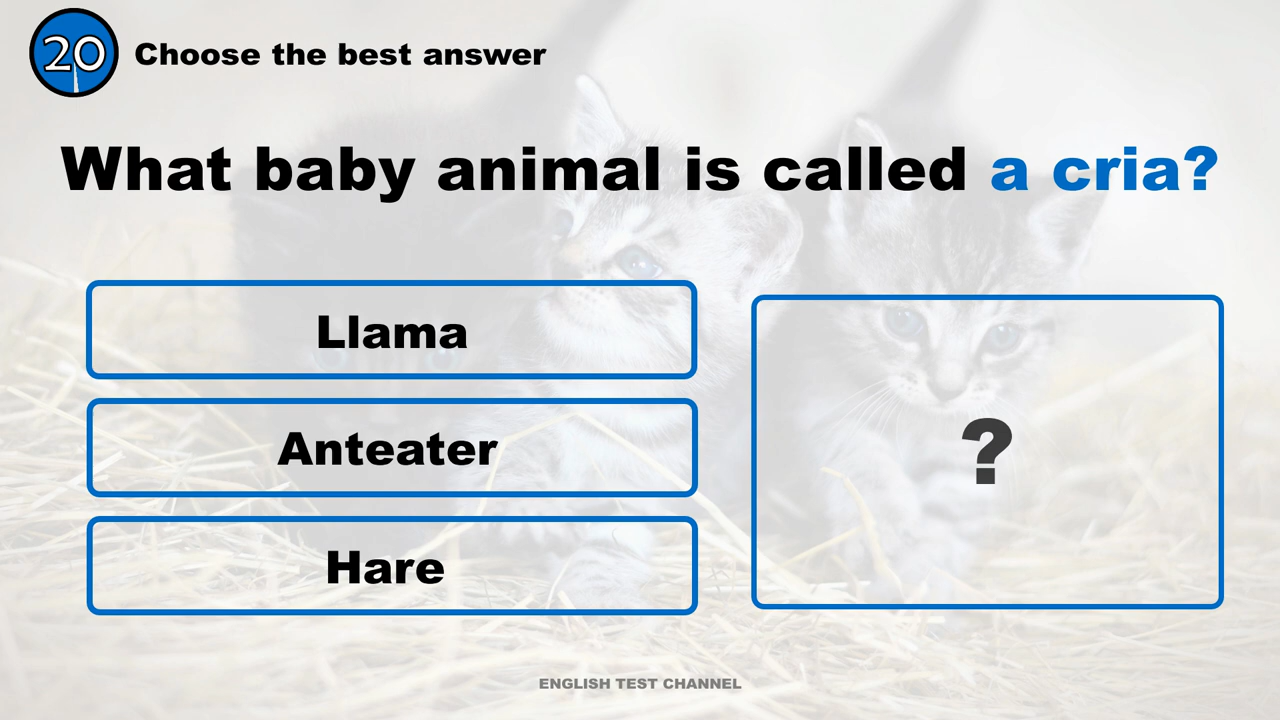 20
Choose the best answer
What baby animal is called a cria?
Llama
Anteater
Hare
?
ENGLISH TEST CHANNEL